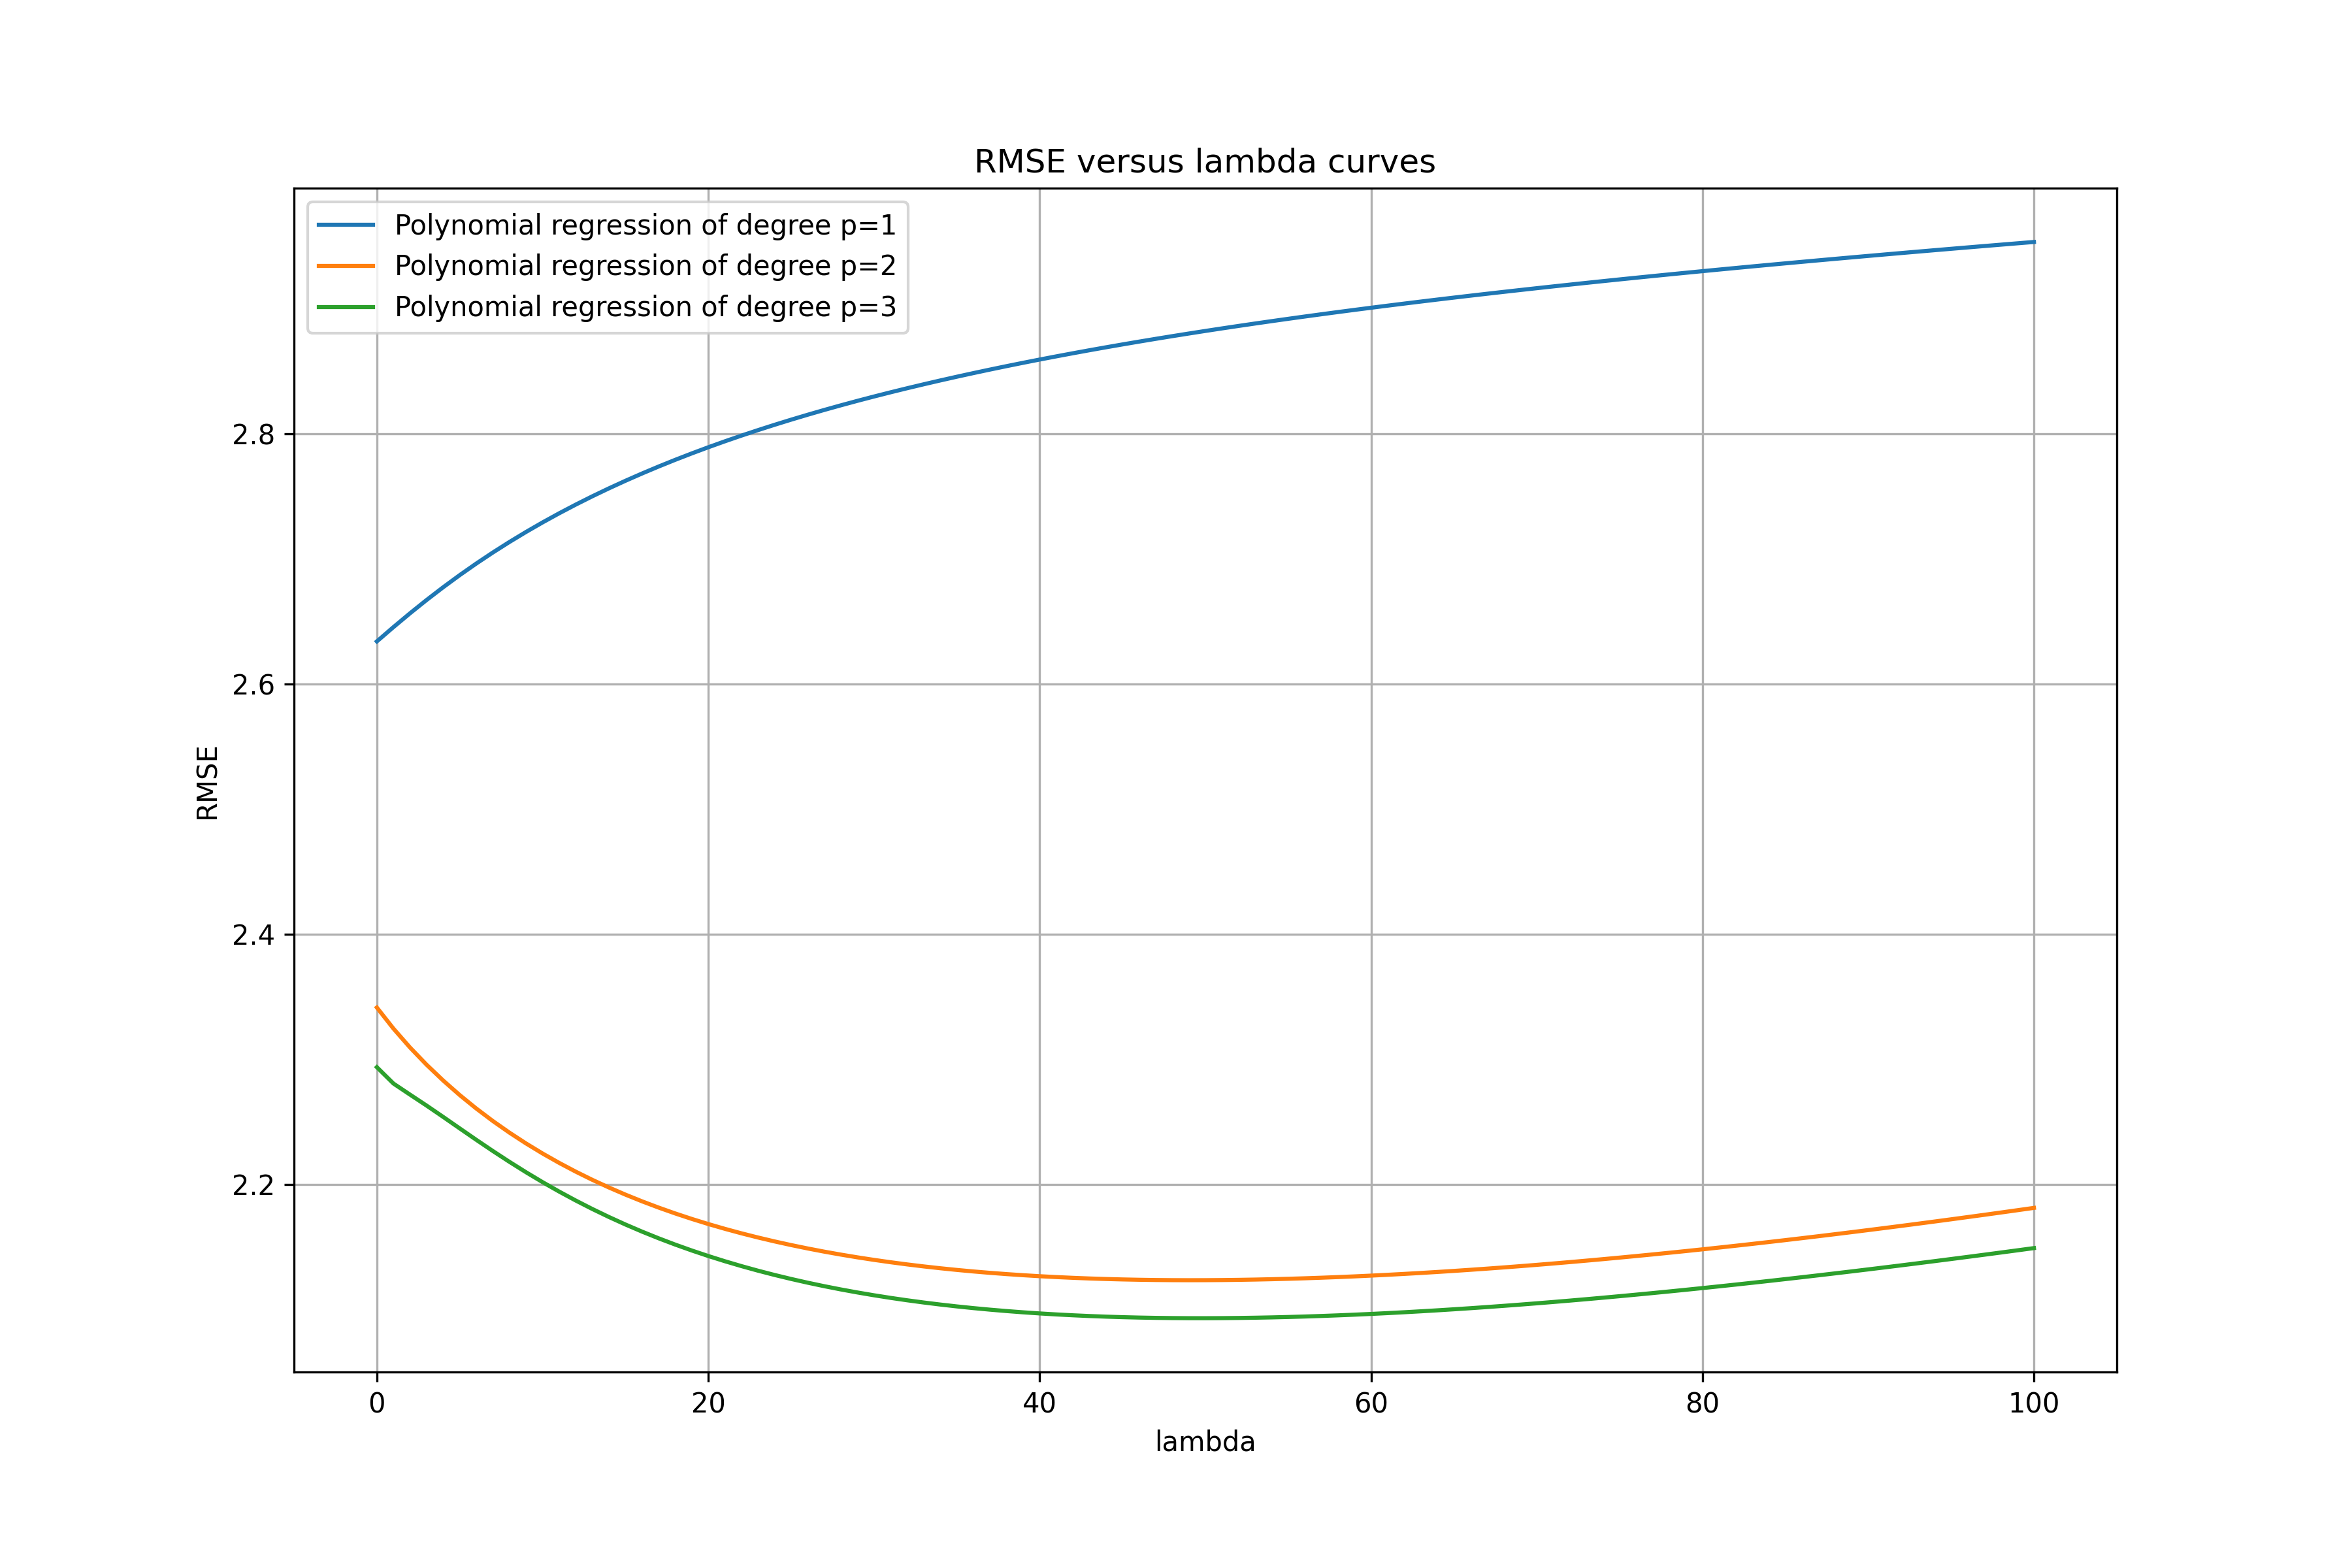 RMSE versus lambda curves
Polynomial regression of degree p=1
Polynomial regression of degree p=2
Polynomial regression of degree p=3
RMSE
2.8
2.6
2.4
2.2
0 20 40 60 80 100
lambda